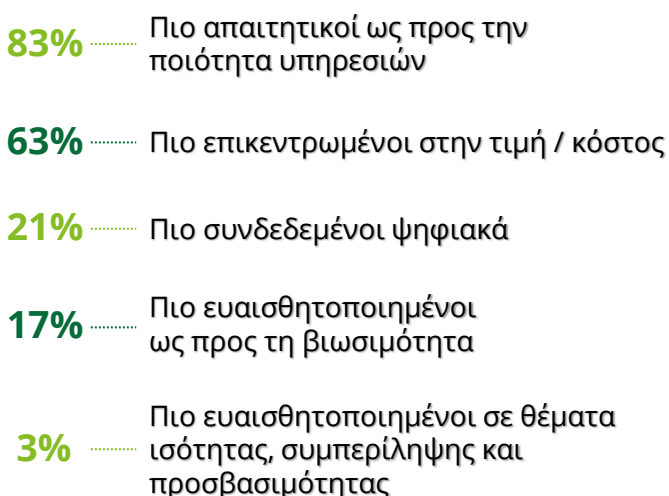 83% Πιο απαιτητικοί ως προς την
ποιότητα υπηρεσιών
63% Πιο επικεντρωμένοι στην τιμή / κόστος
21% Πιο συνδεδεμένοι ψηφιακά
17% Πιο ευαισθητοποιημένοι
ως προς τη βιωσιμότητα
3% Πιο ευαισθητοποιημένοι σε θέματα
ισότητας, συμπερίληψης και
προσβασιμότητας